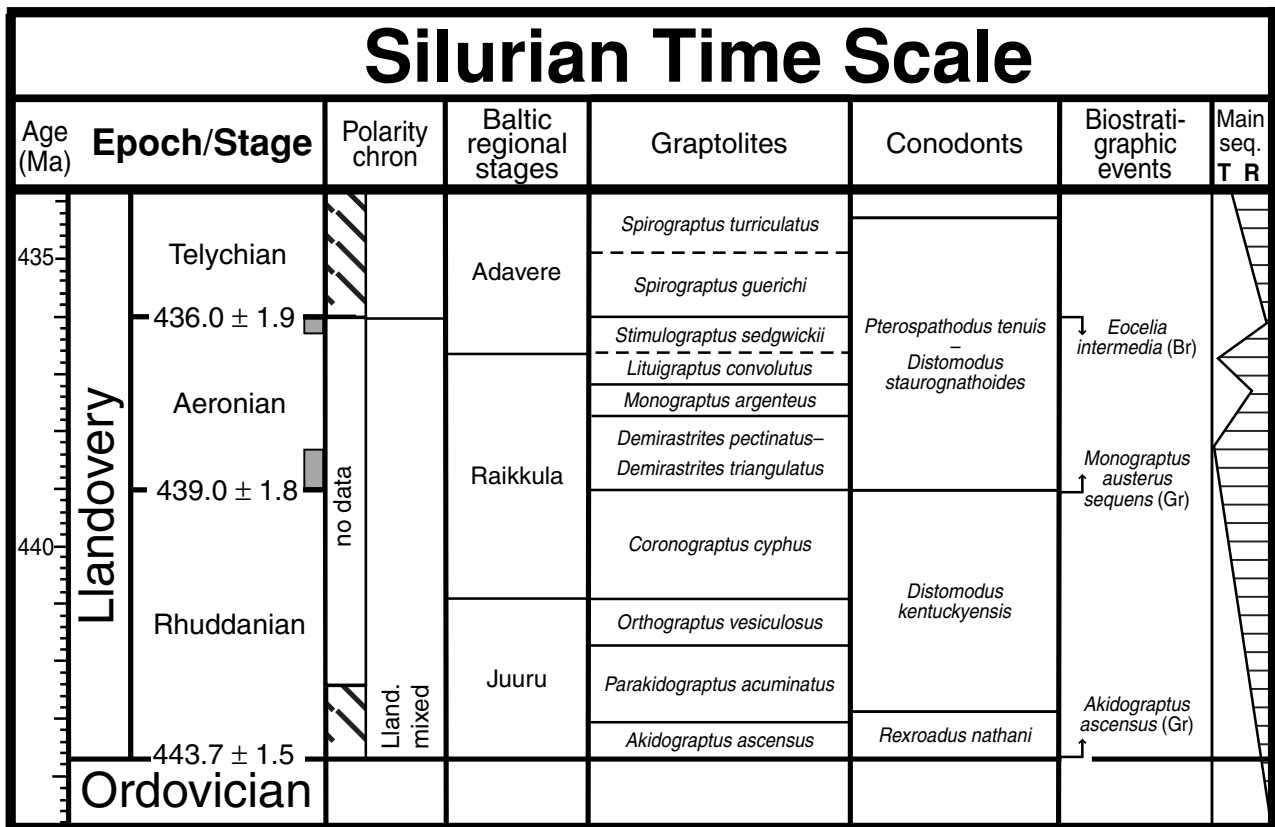 Silurian Time Scale
Age
(Ma)
Epoch/Stage
Polarity
chron
Baltic
regional
stages
Graptolites
Conodonts
Biostrati-
graphic
events
Main
seq.
T R
435
440
Llandovery
Telychian
436.0 ± 1.9
Aeronian
439.0 ± 1.8
Rhuddanian
443.7 ± 1.5
Ordovician
no data
Lland.
mixed
Adavere
Raikkula
Juuru
Spirograptus turriculatus
Spirograptus guerichi
Stimulograptus sedgwickii
Lituigraptus convolutus
Monograptus argenteus
Demirastrites pectinatus–
Demirastrites triangulatus
Coronograptus cyphus
Orthograptus vesiculosus
Parakidograptus acuminatus
Akidograptus ascensus
Pterospathodus tenuis
–
Distomodus
staurognathoides
Distomodus
kentuckyensis
Rexroadus nathani
Eocelia
intermedia (Br)
Monograptus
austerus
sequens (Gr)
Akidograptus
ascensus (Gr)